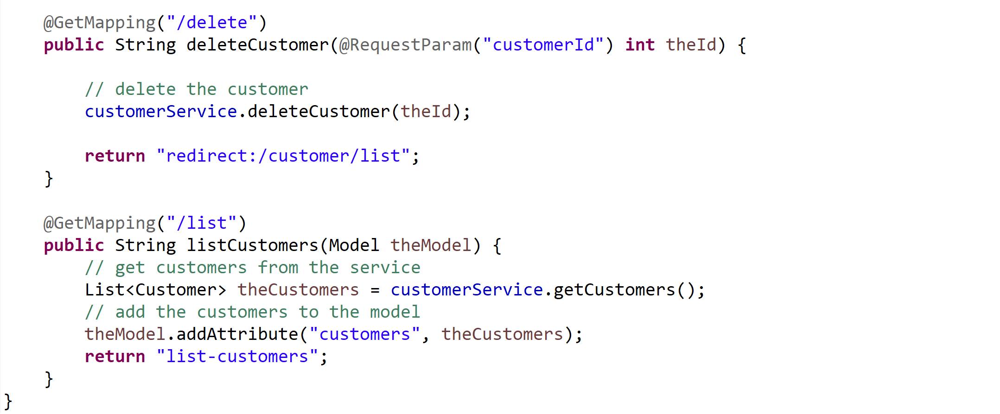 @GetMapping("/delete")
public String deleteCustomer(@RequestParam("customerId") int theId) {
// delete the customer
customerService.deleteCustomer(theId);
return "redirect:/customer/list";
}
@GetMapping("/list")
public String listCustomers(Model theModel) {
// get customers from the service
List<Customer> theCustomers = customerService.getCustomers();
// add the customers to the model
theModel.addAttribute("customers", theCustomers);
return "list-customers";
}
}